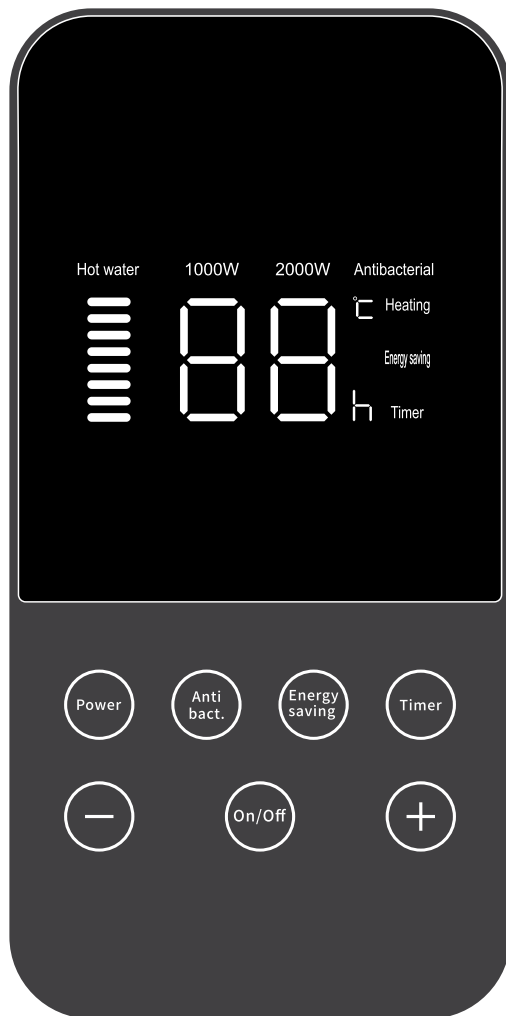 Hot water 1000W 2000W Antibacterial
88 °C Heating
Energy saving
h Timer
Power
Anti
bact.
Energy
saving
Timer
−
On/Off
+